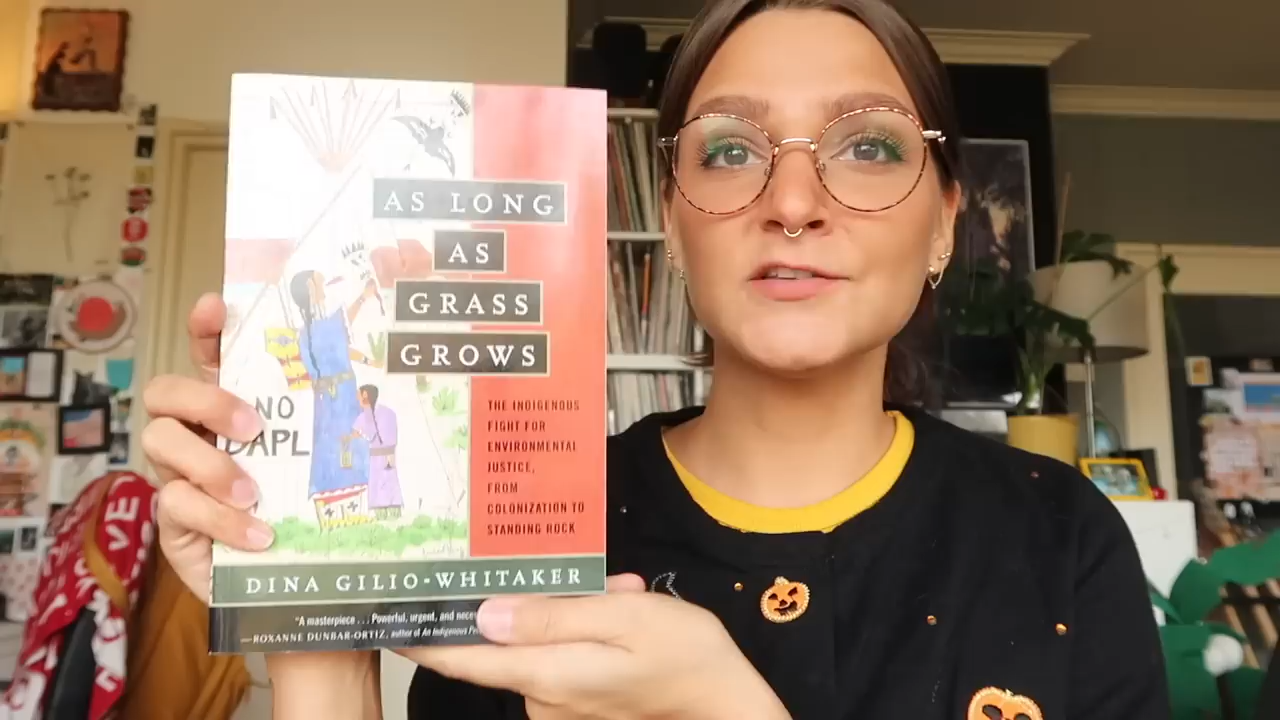 AS LONG
AS
GRASS
GROWS
THE INDIGENOUS
FIGHT FOR
ENVIRONMENTAL
JUSTICE,
FROM
COLONIZATION TO
STANDING ROCK
NO
DAPL
DINA GILIO-WHITAKER
"A masterpiece . . . Powerful, urgent, and
—ROXANNE DUNBAR-ORTIZ, author of An Indigenous
VE